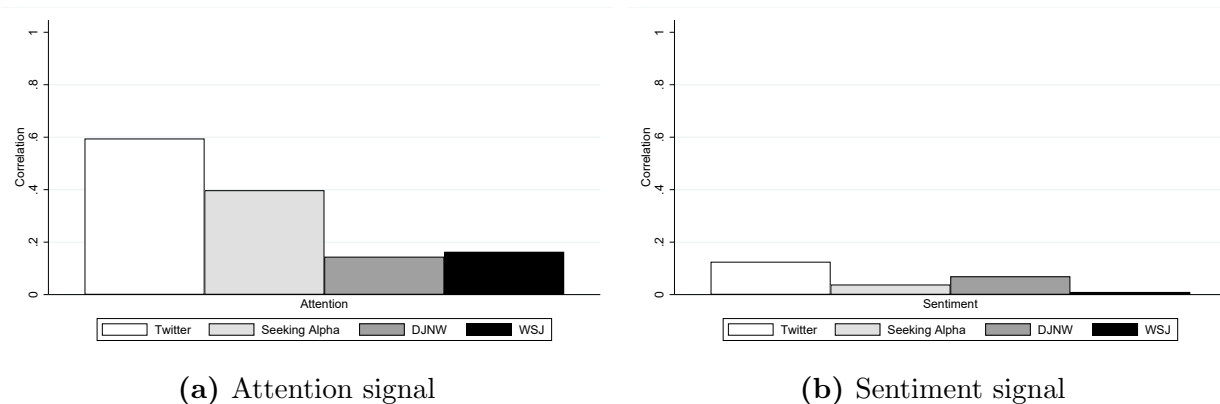 Correlation
1
.8
.6
.4
.2
0
Attention
Twitter Seeking Alpha DJNW WSJ
(a) Attention signal
Correlation
1
.8
.6
.4
.2
0
Sentiment
Twitter Seeking Alpha DJNW WSJ
(b) Sentiment signal